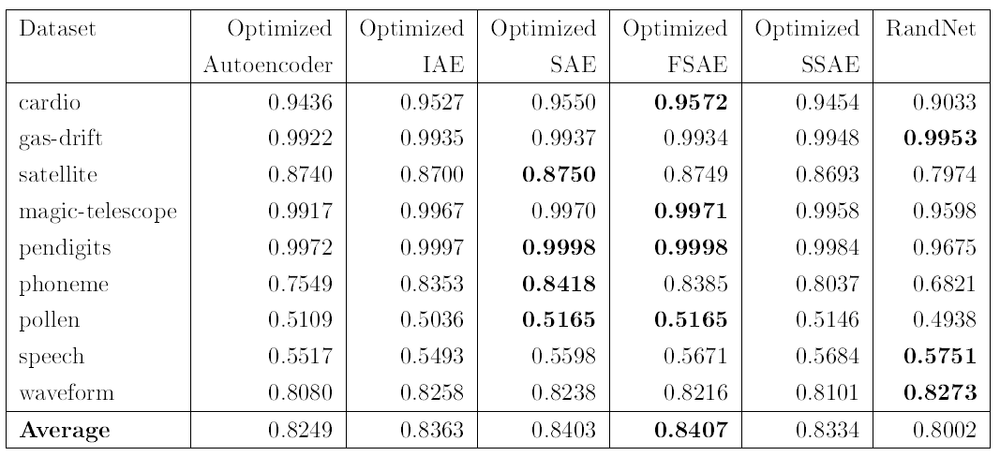 Dataset Optimized Optimized Optimized Optimized Optimized RandNet
Autoencoder IAE SAE FSAE SSAE
cardio 0.9436 0.9527 0.9550 0.9572 0.9454 0.9033
gas-drift 0.9922 0.9935 0.9937 0.9934 0.9948 0.9953
satellite 0.8740 0.8700 0.8750 0.8749 0.8693 0.7974
magic-telescope 0.9917 0.9967 0.9970 0.9971 0.9958 0.9598
pendigits 0.9972 0.9997 0.9998 0.9998 0.9984 0.9675
phoneme 0.7549 0.8353 0.8418 0.8385 0.8037 0.6821
pollen 0.5109 0.5036 0.5165 0.5165 0.5146 0.4938
speech 0.5517 0.5493 0.5598 0.5671 0.5684 0.5751
waveform 0.8080 0.8258 0.8238 0.8216 0.8101 0.8273
Average 0.8249 0.8363 0.8403 0.8407 0.8334 0.8002